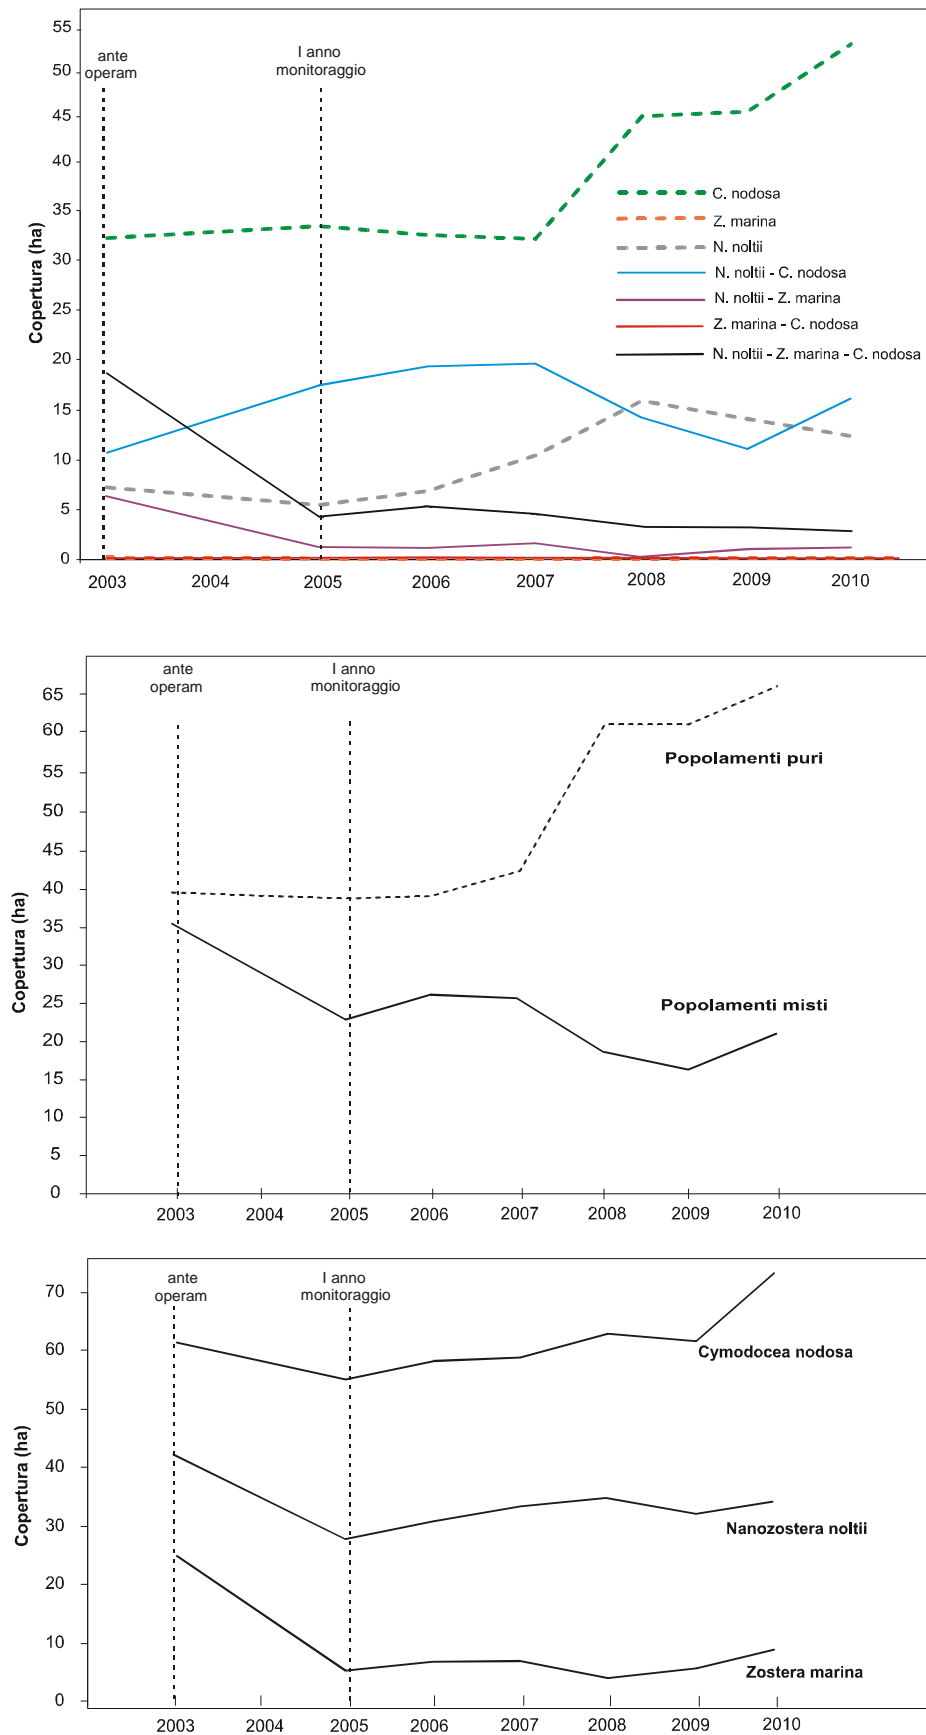 55
50
45
40
35
30
25
20
15
10
5
0
Copertura (ha)
ante
operam
I anno
monitoraggio
C. nodosa
Z. marina
N. noltii
N. noltii - C. nodosa
N. noltii - Z. marina
Z. marina - C. nodosa
N. noltii - Z. marina - C. nodosa
2003 2004 2005 2006 2007 2008 2009 2010
65
60
55
50
45
40
35
30
25
20
15
10
5
0
Copertura (ha)
ante
operam
I anno
monitoraggio
Popolamenti puri
Popolamenti misti
2003 2004 2005 2006 2007 2008 2009 2010
70
60
50
40
30
20
10
0
Copertura (ha)
ante
operam
I anno
monitoraggio
Cymodocea nodosa
Nanozostera noltii
Zostera marina
2003 2004 2005 2006 2007 2008 2009 2010